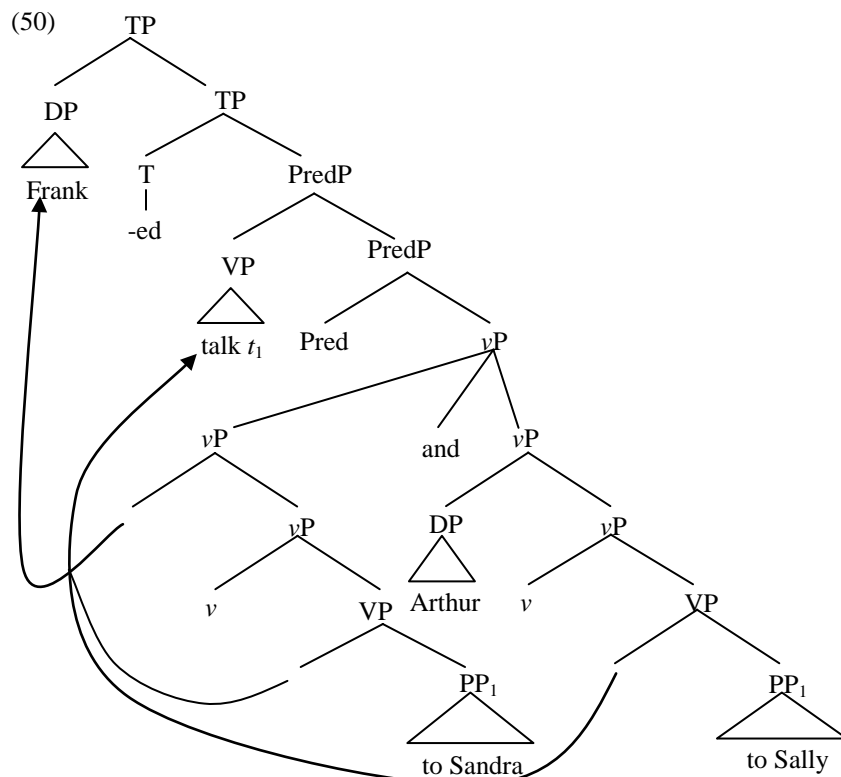 (50) TP
DP TP
Frank T PredP
-ed
VP PredP
talk t₁ Pred vP
vP and vP
vP DP vP
v VP Arthur v VP
PP₁ PP₁
to Sandra to Sally